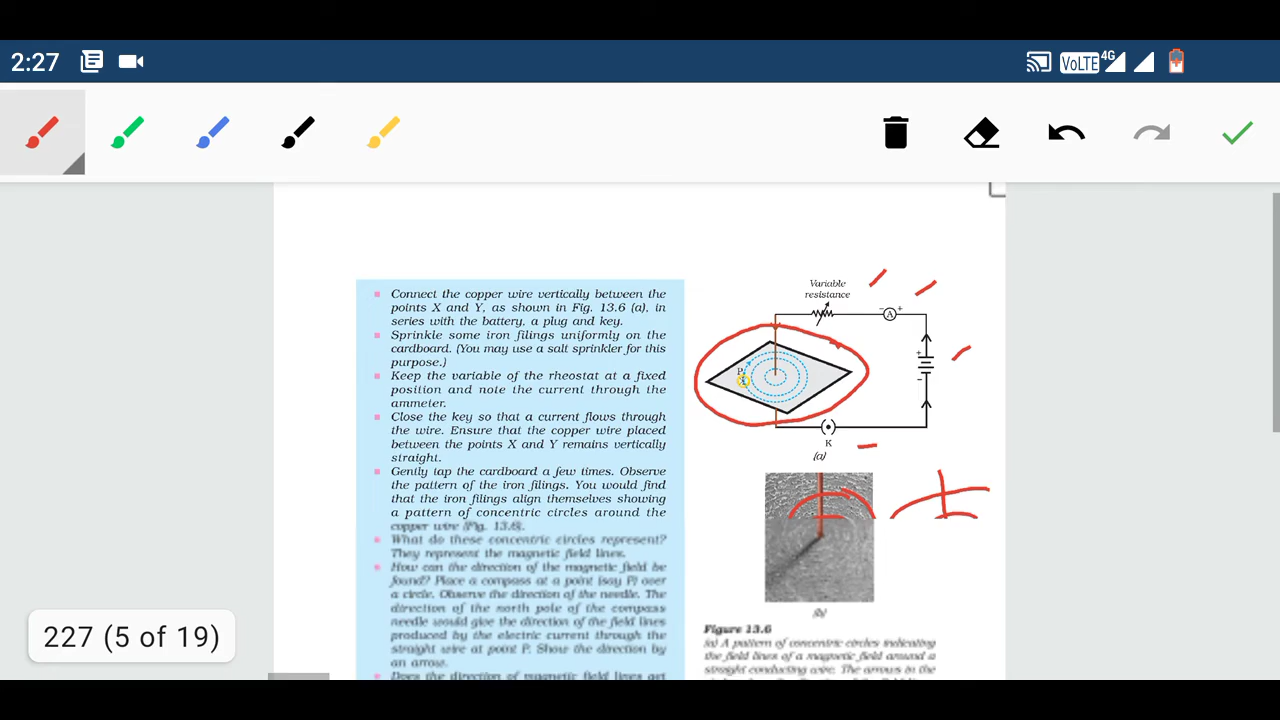 2:27
VoLTE 4G
Connect the copper wire vertically between the
points X and Y, as shown in Fig. 13.6 (a), in
series with the battery, a plug and key.
Sprinkle some iron filings uniformly on the
cardboard. (You may use a salt sprinkler for this
purpose.)
Keep the variable of the rheostat at a fixed
position and note the current through the
ammeter.
Close the key so that a current flows through
the wire. Ensure that the copper wire placed
between the points X and Y remains vertically
straight.
Gently tap the cardboard a few times. Observe
the pattern of the iron filings. You would find
that the iron filings align themselves showing
a pattern of concentric circles around the
copper wire (Fig. 13.6).
What do these concentric circles represent?
They represent the magnetic field lines.
How can the direction of the magnetic field be
found? Place a compass at a point (say P) over
a circle. Observe the direction of the needle. The
direction of the north pole of the compass
needle would give the direction of the field lines
produced by the electric current through the
straight wire at point P. Show the direction by
an arrow.
Does the direction of magnetic field lines get
Variable
resistance
− A +
P
+
−
K
(a)
(b)
Figure 13.6
(a) A pattern of concentric circles indicating
the field lines of a magnetic field around a
straight conducting wire. The arrows in the
227 (5 of 19)